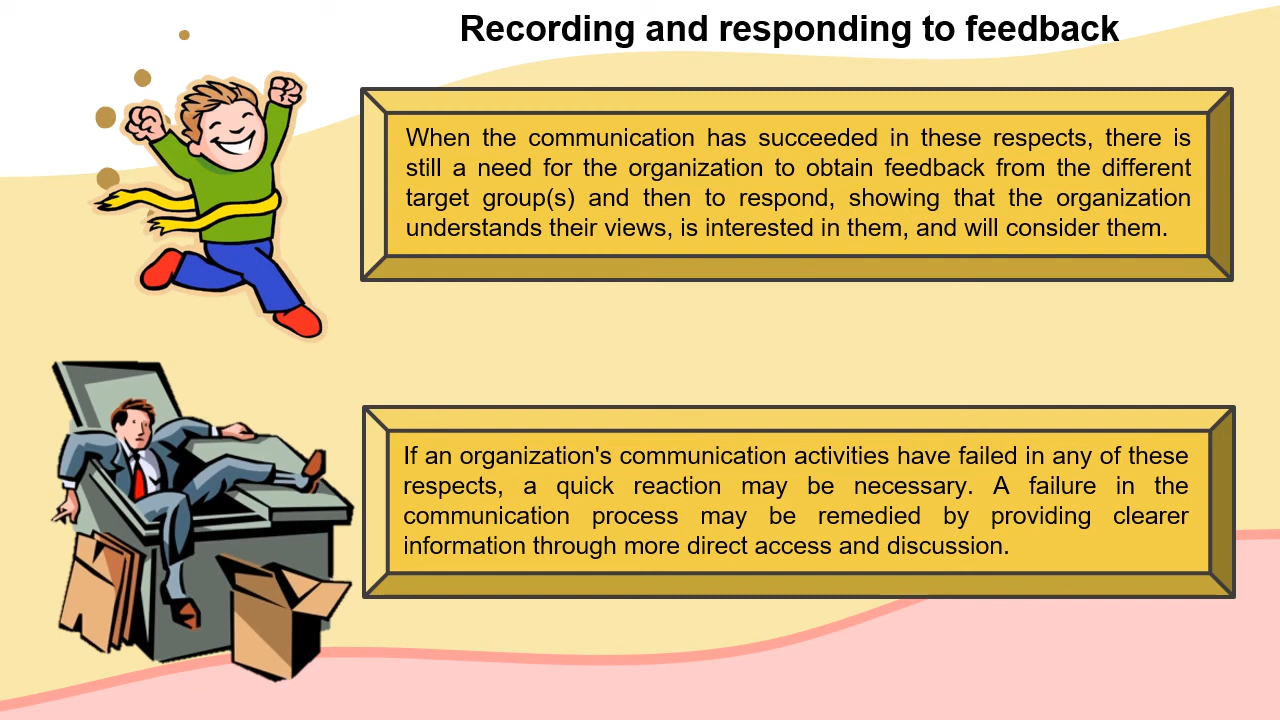 Recording and responding to feedback
When the communication has succeeded in these respects, there is
still a need for the organization to obtain feedback from the different
target group(s) and then to respond, showing that the organization
understands their views, is interested in them, and will consider them.
If an organization's communication activities have failed in any of these
respects, a quick reaction may be necessary. A failure in the
communication process may be remedied by providing clearer
information through more direct access and discussion.